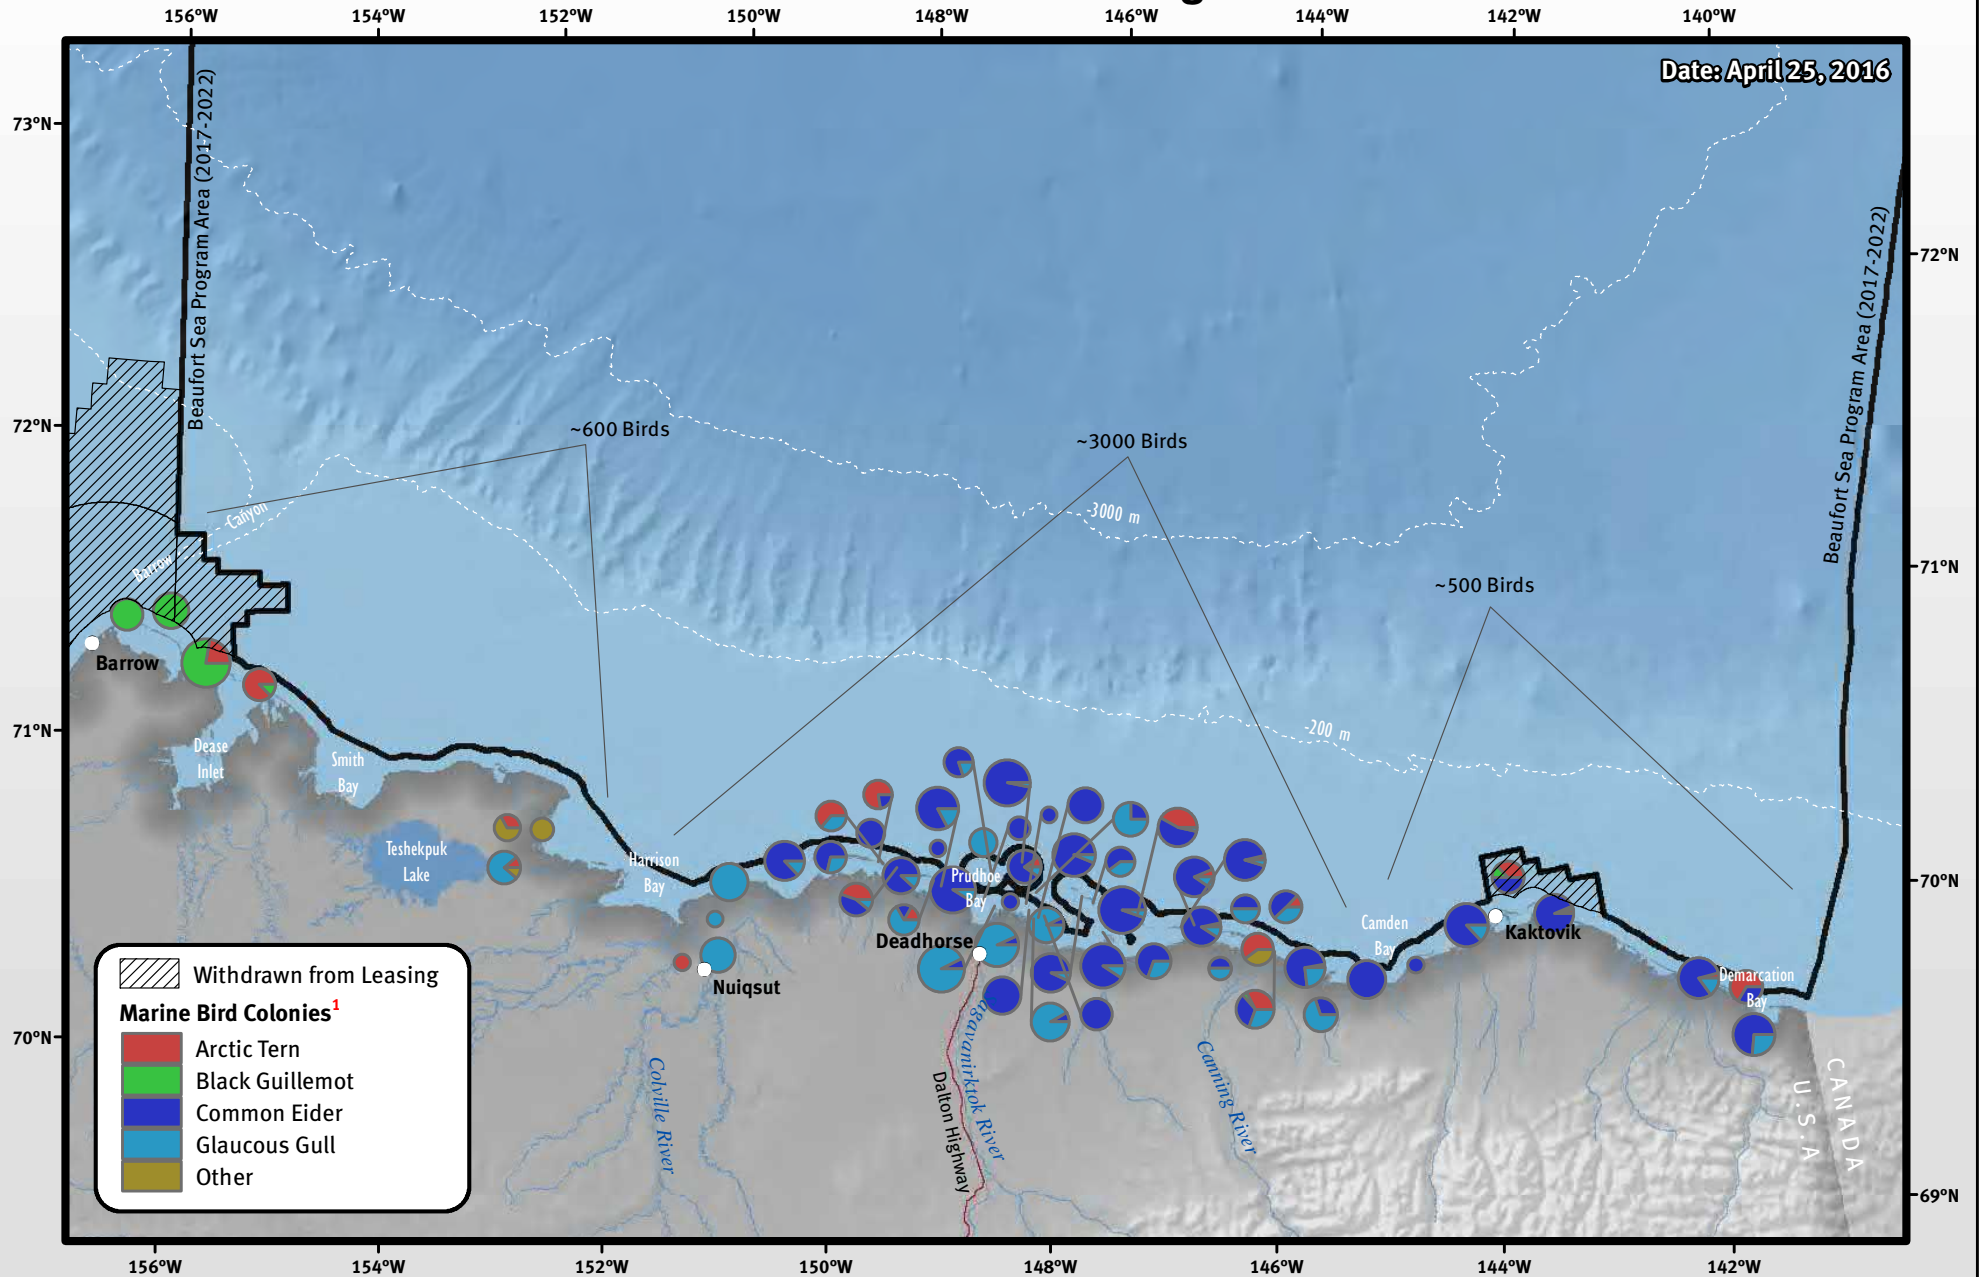 156°W 154°W 152°W 150°W 148°W 146°W 144°W 142°W 140°W
Date: April 25, 2016
73°N
72°N
71°N
70°N
72°N
71°N
70°N
69°N
Beaufort Sea Program Area (2017-2022)
Beaufort Sea Program Area (2017-2022)
~600 Birds
~3000 Birds
~500 Birds
-3000 m
-200 m
Barrow
Canyon
Barrow
Dease
Inlet
Smith
Bay
Teshekpuk
Lake
Harrison
Bay
Prudhoe
Bay
Camden
Bay
Demarcation
Bay
Deadhorse
Kaktovik
Nuiqsut
Colville River
River
Dalton Highway
Canning River
CANADA
U.S.A
Withdrawn from Leasing
Marine Bird Colonies1
Arctic Tern
Black Guillemot
Common Eider
Glaucous Gull
Other
156°W 154°W 152°W 150°W 148°W 146°W 144°W 142°W